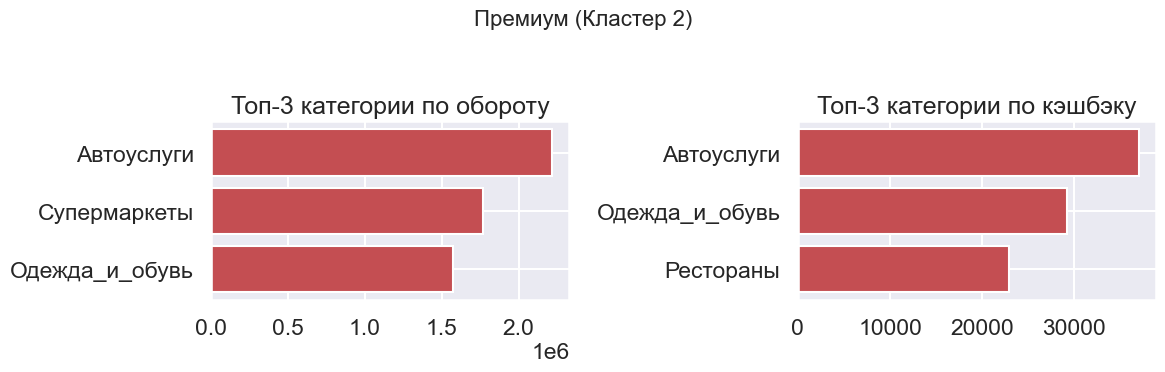 Премиум (Кластер 2)
Топ-3 категории по обороту
Автоуслуги
Супермаркеты
Одежда_и_обувь
0.0 0.5 1.0 1.5 2.0
1e6
Топ-3 категории по кэшбэку
Автоуслуги
Одежда_и_обувь
Рестораны
0 10000 20000 30000